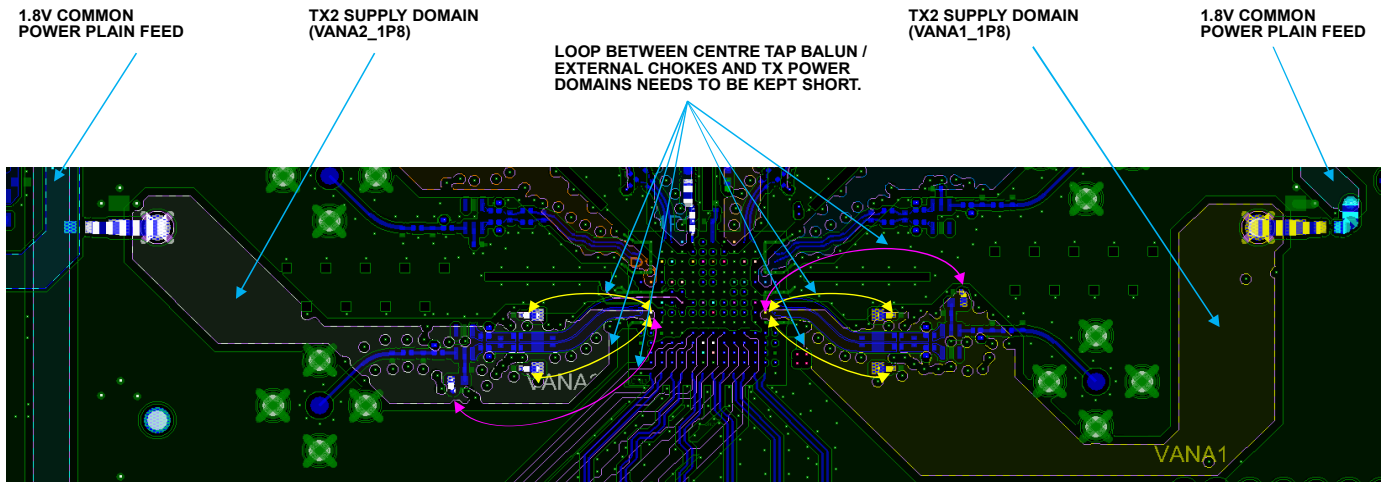 1.8V COMMON
POWER PLAIN FEED
TX2 SUPPLY DOMAIN
(VANA2_1P8)
LOOP BETWEEN CENTRE TAP BALUN /
EXTERNAL CHOKES AND TX POWER
DOMAINS NEEDS TO BE KEPT SHORT.
TX2 SUPPLY DOMAIN
(VANA1_1P8)
1.8V COMMON
POWER PLAIN FEED
VANA2
VANA1